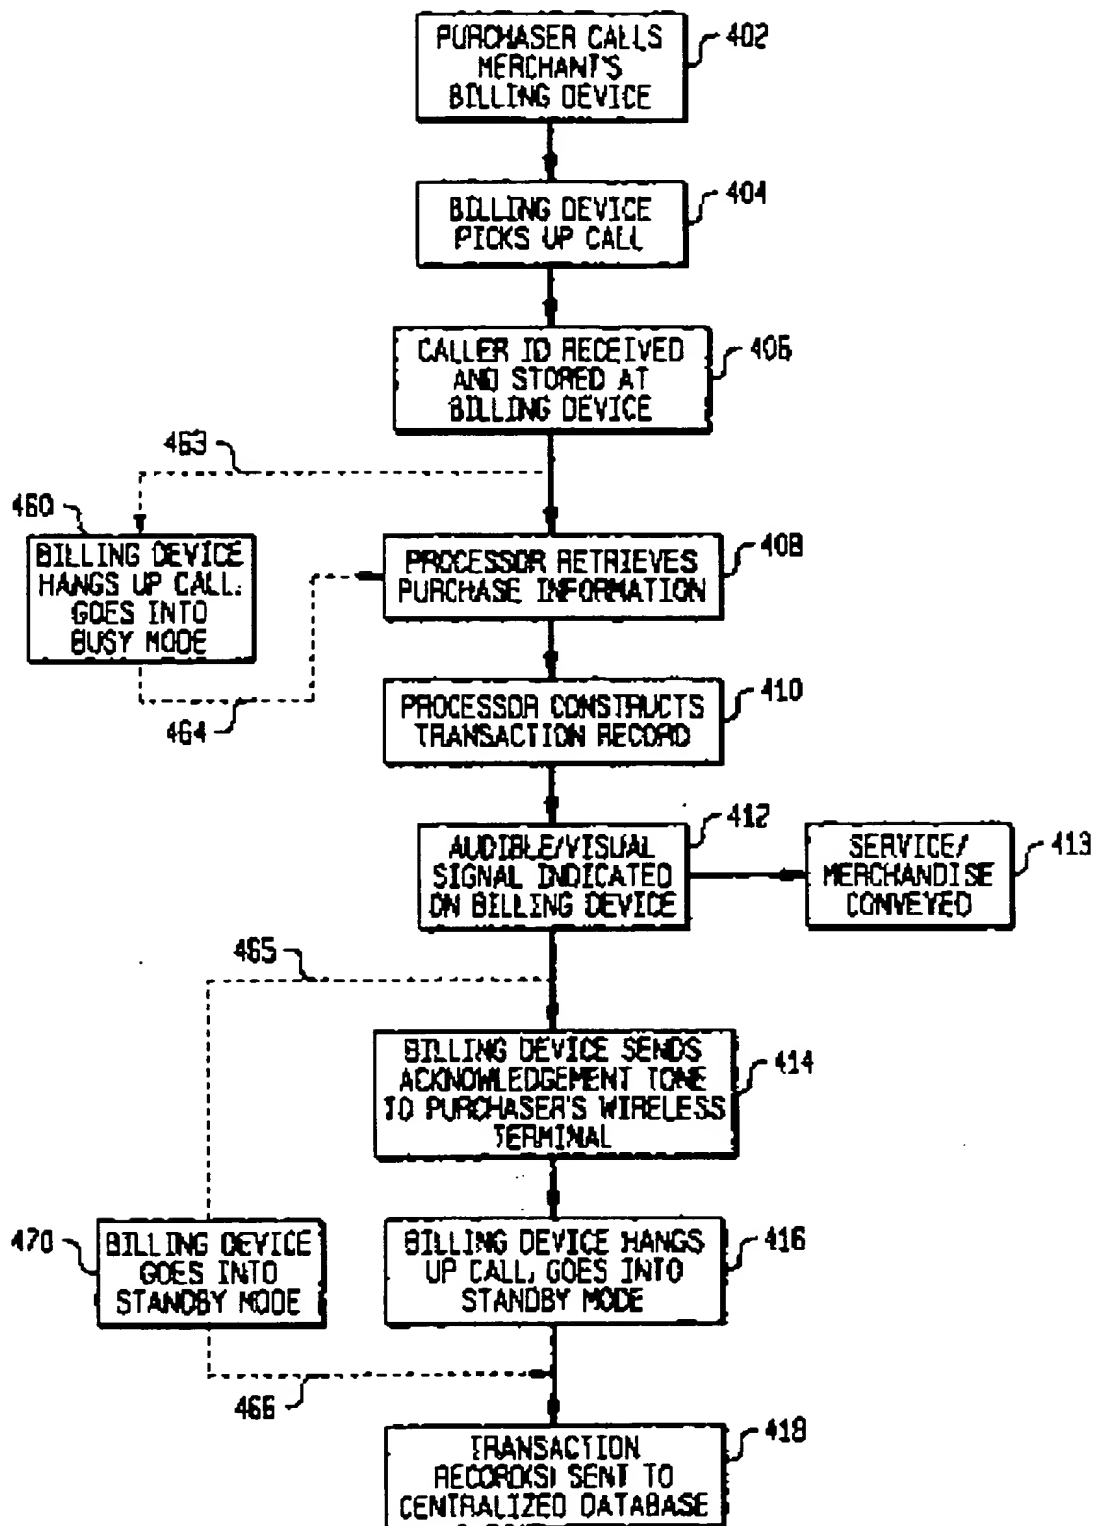 PURCHASER CALLS
MERCHANT'S
BILLING DEVICE
402
BILLING DEVICE
PICKS UP CALL
404
CALLER ID RECEIVED
AND STORED AT
BILLING DEVICE
406
463
460
BILLING DEVICE
HANGS UP CALL,
GOES INTO
BUSY MODE
464
PROCESSOR RETRIEVES
PURCHASE INFORMATION
408
PROCESSOR CONSTRUCTS
TRANSACTION RECORD
410
AUDIBLE/VISUAL
SIGNAL INDICATED
ON BILLING DEVICE
412
SERVICE/
MERCHANDISE
CONVEYED
413
465
BILLING DEVICE SENDS
ACKNOWLEDGEMENT TONE
TO PURCHASER'S WIRELESS
TERMINAL
414
470
BILLING DEVICE
GOES INTO
STANDBY MODE
BILLING DEVICE HANGS
UP CALL, GOES INTO
STANDBY MODE
416
466
TRANSACTION
RECORD(S) SENT TO
CENTRALIZED DATABASE
418